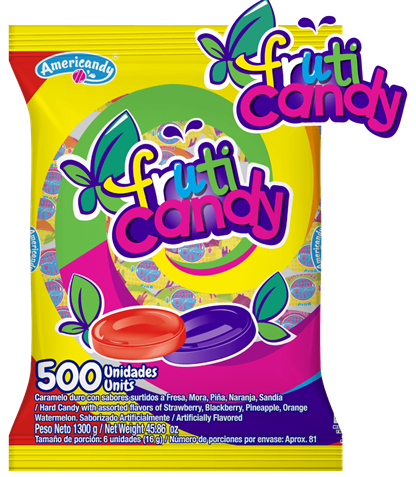 Americandy
fruti
candy
fruti
candy
Americandy
500 Unidades
Units
Caramelo duro con sabores surtidos a Fresa, Mora, Piña, Naranja, Sandia
/ Hard Candy with assorted flavors of Strawberry, Blackberry, Pineapple, Orange
Watermelon. Saborizado Artificialmente / Artificially Flavored
Peso Neto 1300 g / Net Weight 45.86 oz
Tamaño de porción: 6 unidades (16 g) / Número de porciones por envase: Aprox. 81